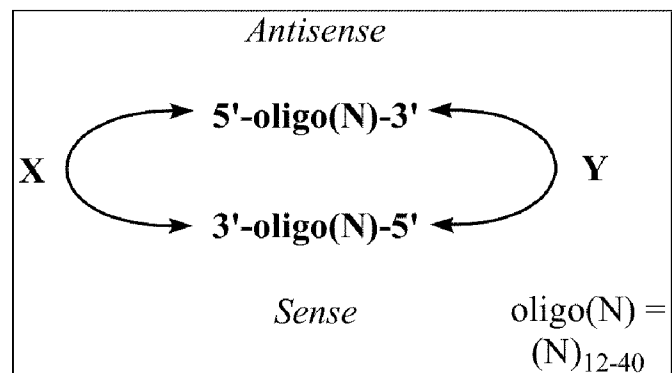 Antisense
5'-oligo(N)-3'
X
Y
3'-oligo(N)-5'
Sense
oligo(N) =
(N)12-40